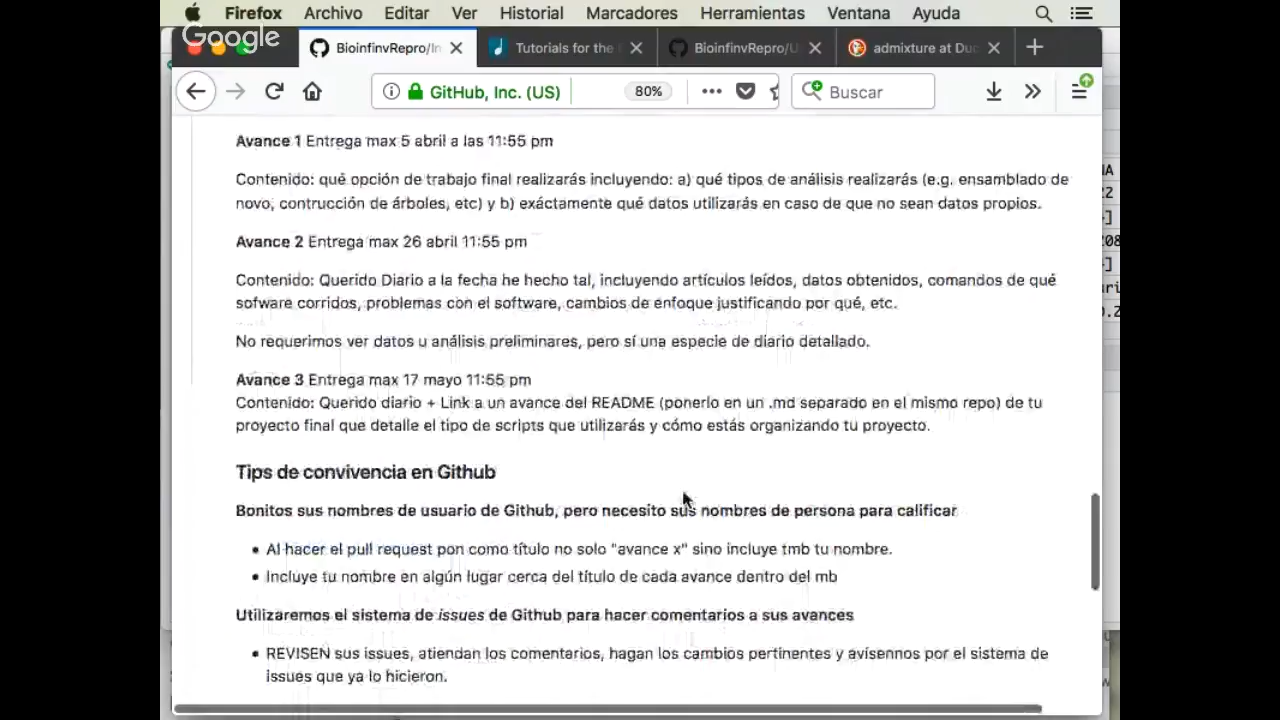 Firefox Archivo Editar Ver Historial Marcadores Herramientas Ventana Ayuda
Google
BioinfinvRepro/In Tutorials for the BioinfinvRepro/U admixture at Duc
GitHub, Inc. (US) 80% Buscar
Avance 1 Entrega max 5 abril a las 11:55 pm
Contenido: qué opción de trabajo final realizarás incluyendo: a) qué tipos de análisis realizarás (e.g. ensamblado de
novo, contrucción de árboles, etc) y b) exáctamente qué datos utilizarás en caso de que no sean datos propios.
Avance 2 Entrega max 26 abril 11:55 pm
Contenido: Querido Diario a la fecha he hecho tal, incluyendo artículos leídos, datos obtenidos, comandos de qué
sofware corridos, problemas con el software, cambios de enfoque justificando por qué, etc.
No requerimos ver datos u análisis preliminares, pero sí una especie de diario detallado.
Avance 3 Entrega max 17 mayo 11:55 pm
Contenido: Querido diario + Link a un avance del README (ponerlo en un .md separado en el mismo repo) de tu
proyecto final que detalle el tipo de scripts que utilizarás y cómo estás organizando tu proyecto.
Tips de convivencia en Github
Bonitos sus nombres de usuario de Github, pero necesito sus nombres de persona para calificar
Al hacer el pull request pon como título no solo "avance x" sino incluye tmb tu nombre.
Incluye tu nombre en algún lugar cerca del título de cada avance dentro del mb
Utilizaremos el sistema de issues de Github para hacer comentarios a sus avances
REVISEN sus issues, atiendan los comentarios, hagan los cambios pertinentes y avísennos por el sistema de
issues que ya lo hicieron.